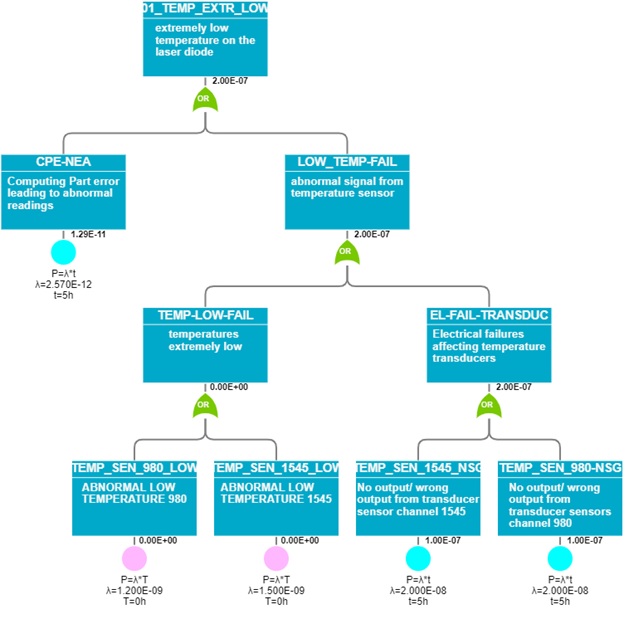 01_TEMP_EXTR_LOW
extremely low
temperature on the
laser diode
2.00E-07
OR
CPE-NEA
Computing Part error
leading to abnormal
readings
1.29E-11
P=λ*t
λ=2.570E-12
t=5h
LOW_TEMP-FAIL
abnormal signal from
temperature sensor
2.00E-07
OR
TEMP-LOW-FAIL
temperatures
extremely low
0.00E+00
OR
EL-FAIL-TRANSDUC
Electrical failures
affecting temperature
transducers
2.00E-07
OR
TEMP_SEN_980_LOW
ABNORMAL LOW
TEMPERATURE 980
0.00E+00
P=λ*T
λ=1.200E-09
T=0h
TEMP_SEN_1545_LOW
ABNORMAL LOW
TEMPERATURE 1545
0.00E+00
P=λ*T
λ=1.500E-09
T=0h
TEMP_SEN_1545_NSG
No output/ wrong
output from transducer
sensor channel 1545
1.00E-07
P=λ*t
λ=2.000E-08
t=5h
TEMP_SEN_980-NSG
No output/ wrong
output from
transducer sensors
channel 980
1.00E-07
P=λ*t
λ=2.000E-08
t=5h